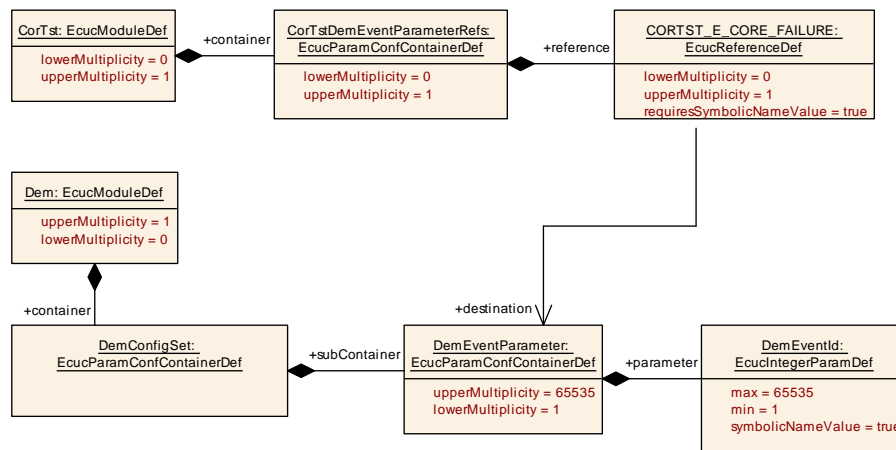 CorTst: EcucModuleDef
lowerMultiplicity = 0
upperMultiplicity = 1
+container
CorTstDemEventParameterRefs:
EcucParamConfContainerDef
lowerMultiplicity = 0
upperMultiplicity = 1
+reference
CORTST_E_CORE_FAILURE:
EcucReferenceDef
lowerMultiplicity = 0
upperMultiplicity = 1
requiresSymbolicNameValue = true
Dem: EcucModuleDef
upperMultiplicity = 1
lowerMultiplicity = 0
+container
+destination
DemConfigSet:
EcucParamConfContainerDef
+subContainer
DemEventParameter:
EcucParamConfContainerDef
upperMultiplicity = 65535
lowerMultiplicity = 1
+parameter
DemEventId:
EcucIntegerParamDef
max = 65535
min = 1
symbolicNameValue = true